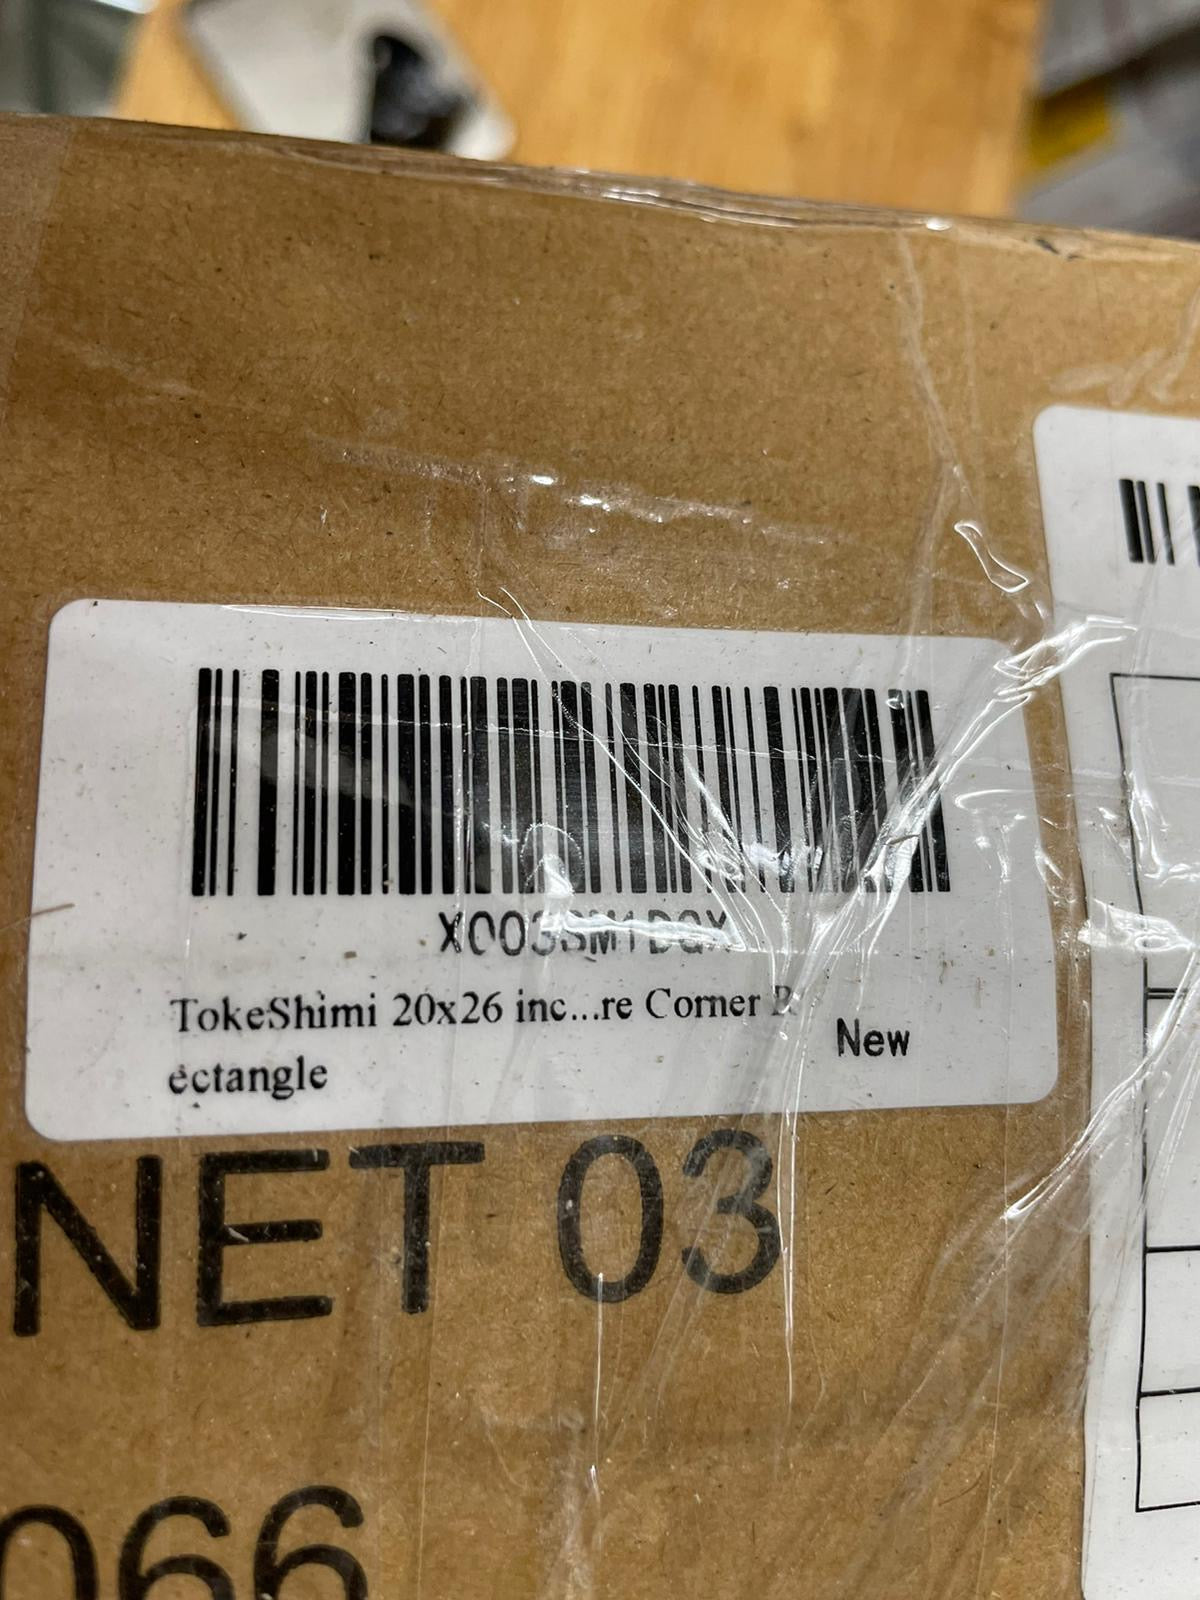 X003SM1DGX
TokeShimi 20x26 inc...re Corner R
ectangle
New
NET 03
066